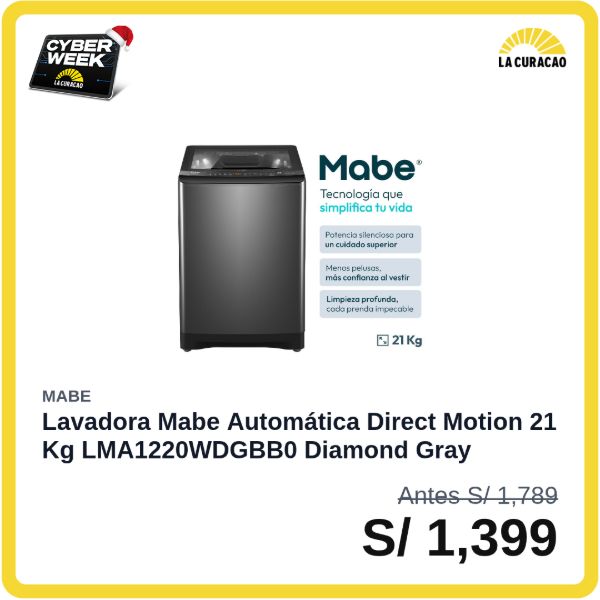 CYBER
WEEK
LA CURACAO
LA CURACAO
Mabe®
Tecnología que
simplifica tu vida
Potencia silenciosa para
un cuidado superior
Menos pelusas,
más confianza al vestir
Limpieza profunda,
cada prenda impecable
21 Kg
MABE
Lavadora Mabe Automática Direct Motion 21
Kg LMA1220WDGBB0 Diamond Gray
Antes S/ 1,789
S/ 1,399